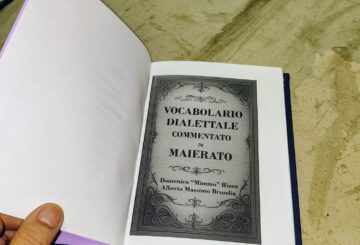 VOCABOLARIO
DIALETTALE
COMMENTATO
DI
MAIERATO
Domenico "Mimmo" Rizzo
Alberto Massimo Brundia